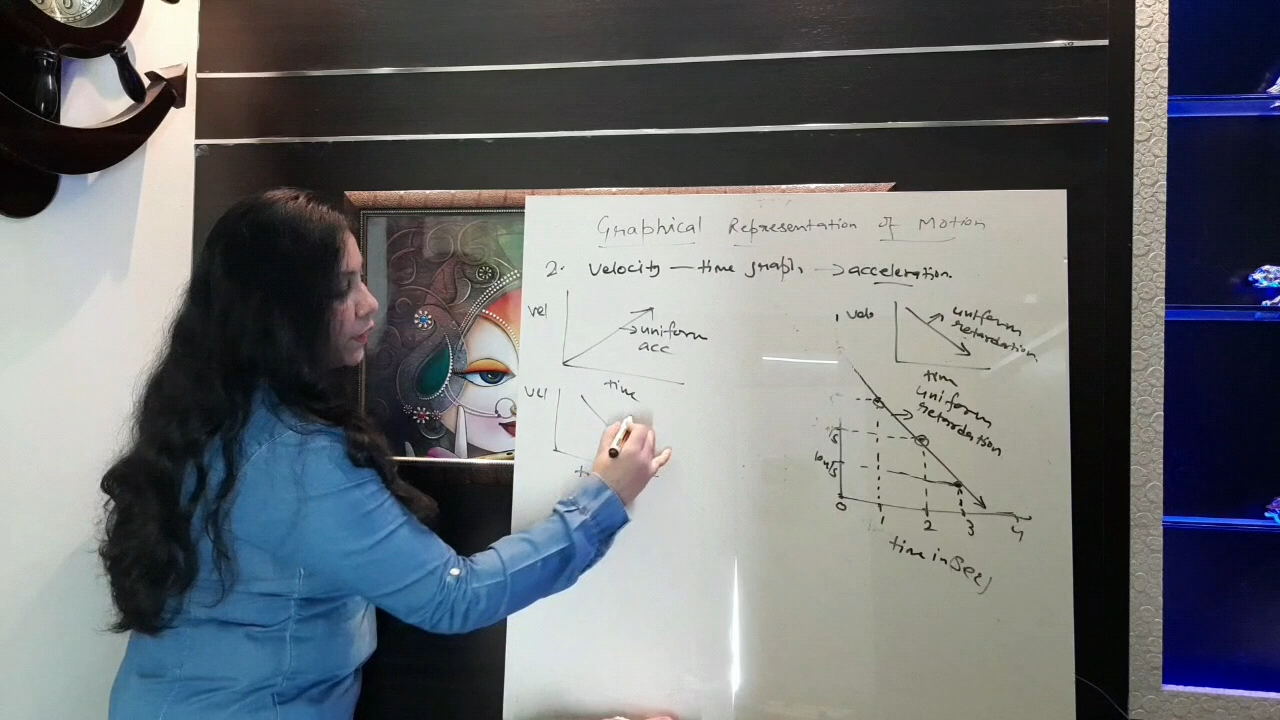 Graphical Representation of Motion
2. Velocity — time graph → acceleration.
vel
uniform
acc
time
vel
uniform
retardation
time
uniform
retardation
10m/s
0
1
2
3
4
time in (sec)